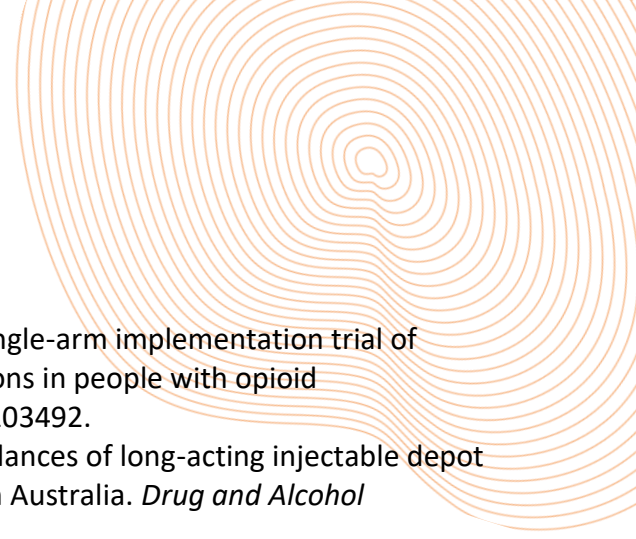 ngle-arm implementation trial of
ons in people with opioid
03492.
lances of long-acting injectable depot
Australia. Drug and Alcohol